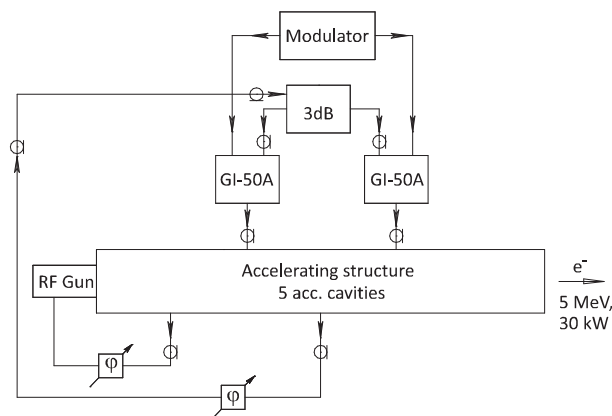 Modulator
3dB
GI-50A
GI-50A
RF Gun
Accelerating structure
5 acc. cavities
e-
5 MeV,
30 kW
φ
φ